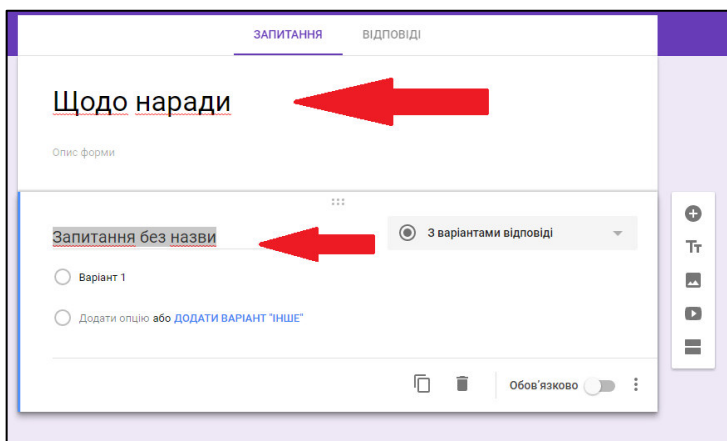 ЗАПИТАННЯ ВІДПОВІДІ
Щодо наради
Опис форми
Запитання без назви
З варіантами відповіді
Варіант 1
Додати опцію або ДОДАТИ ВАРІАНТ "ІНШЕ"
Обов'язково
Тт